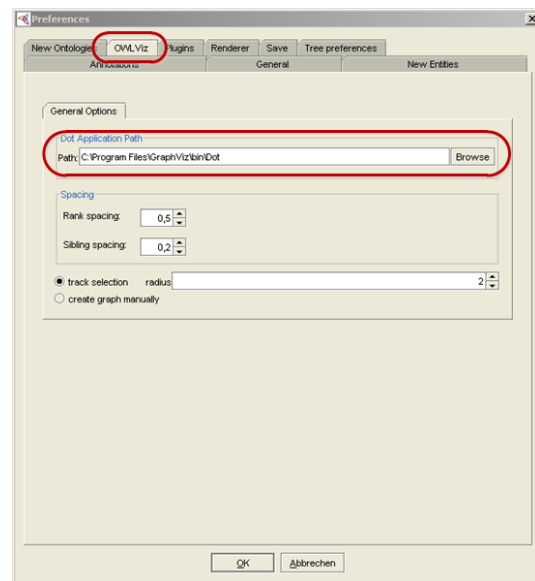 Preferences
New Ontologies OWLViz Plugins Renderer Save Tree preferences
Annotations General New Entities
General Options
Dot Application Path
Path: C:\Program Files\GraphViz\bin\Dot Browse
Spacing
Rank spacing: 0,5
Sibling spacing: 0,2
track selection radius 2
create graph manually
OK Abbrechen